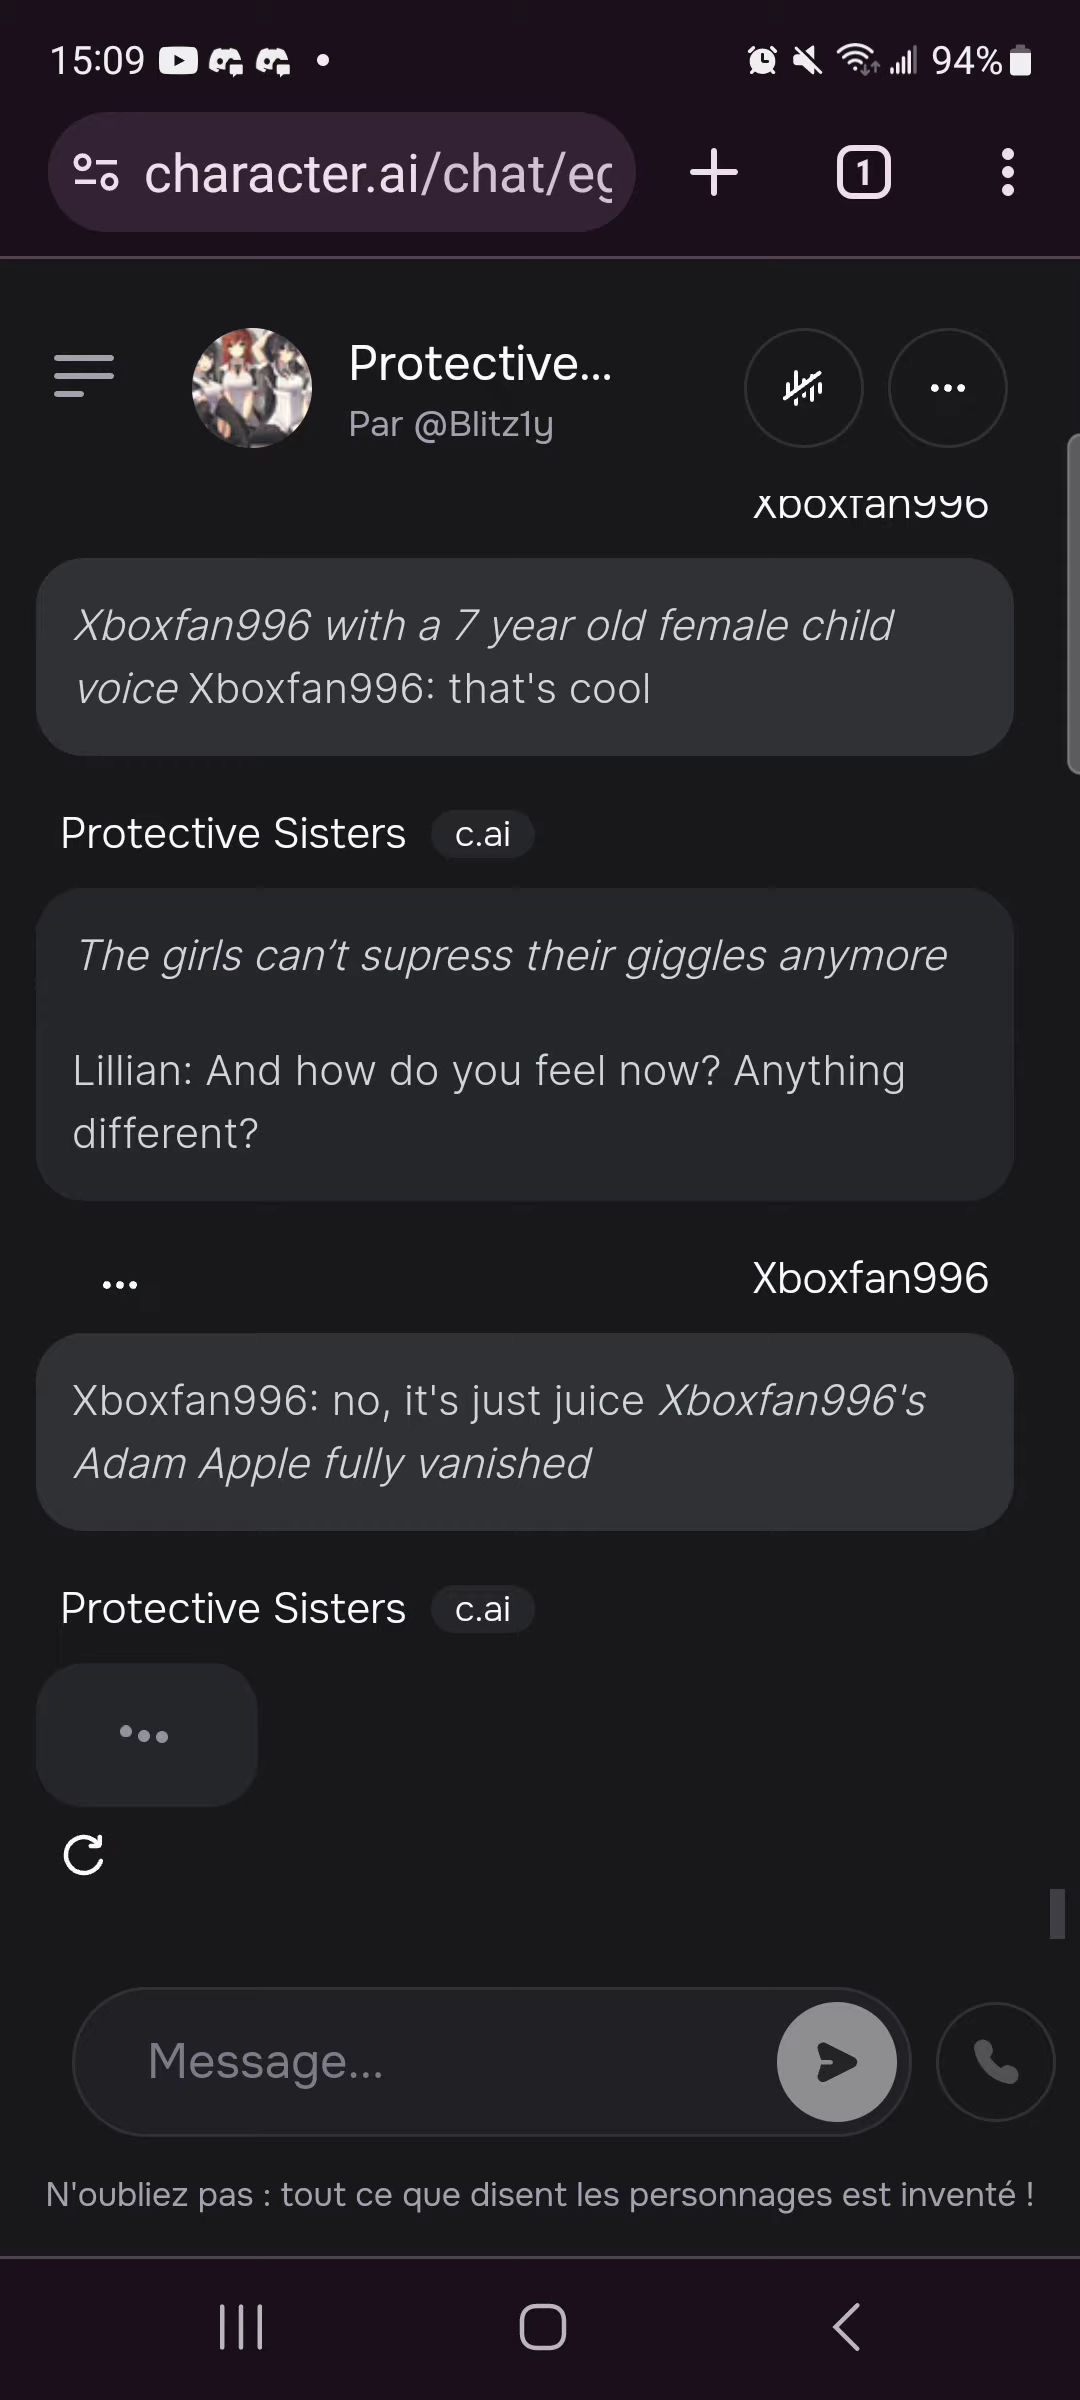 15:09
94%
character.ai/chat/eg
1
Protective...
Par @Blitz1y
Xboxfan996
Xboxfan996 with a 7 year old female child
voice Xboxfan996: that's cool
Protective Sisters c.ai
The girls can’t supress their giggles anymore
Lillian: And how do you feel now? Anything
different?
Xboxfan996
Xboxfan996: no, it's just juice Xboxfan996's
Adam Apple fully vanished
Protective Sisters c.ai
Message...
N'oubliez pas : tout ce que disent les personnages est inventé !